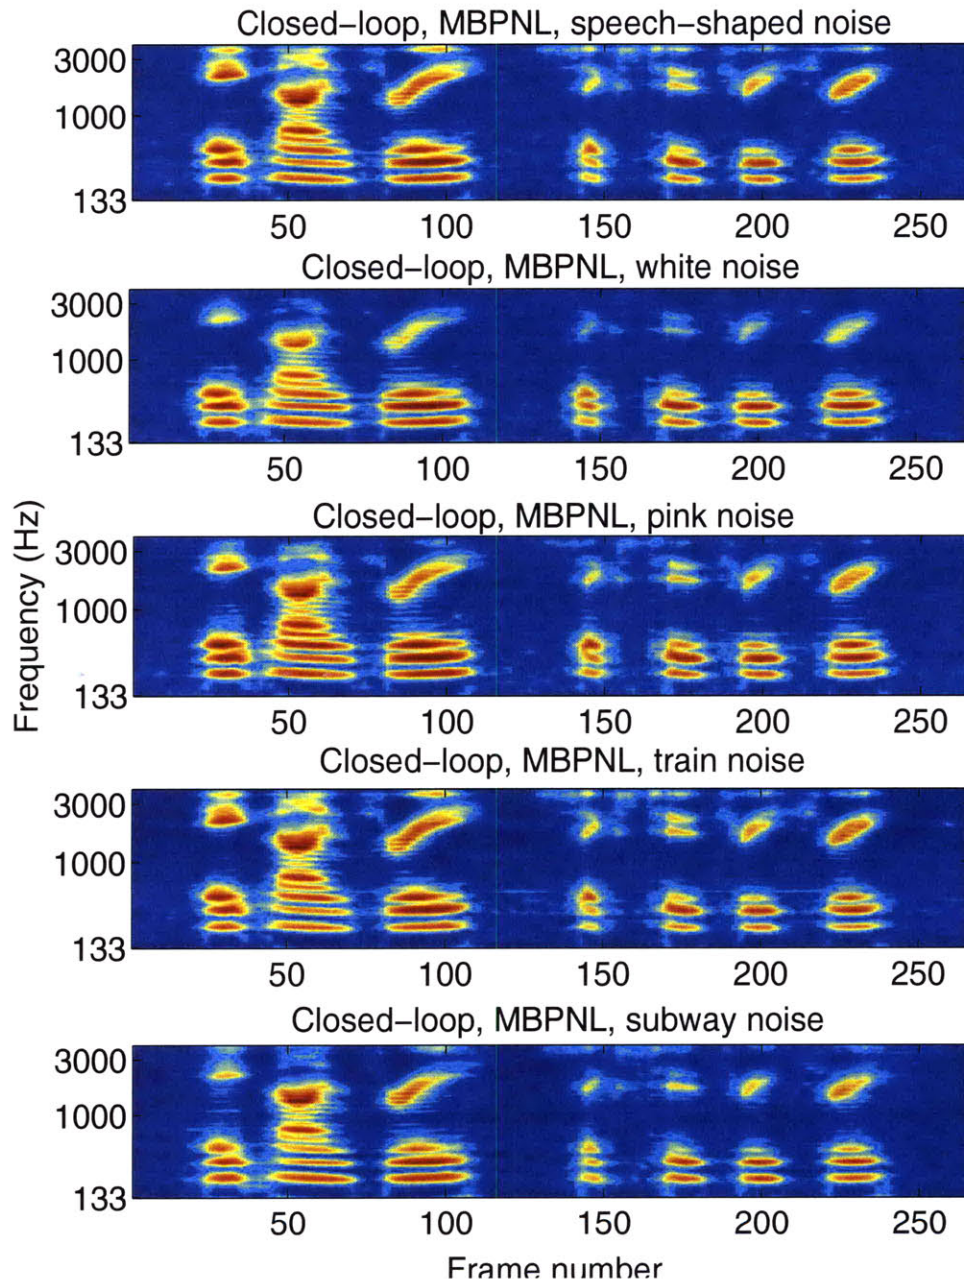 Closed–loop, MBPNL, speech–shaped noise
3000
1000
133
50 100 150 200 250
Closed–loop, MBPNL, white noise
3000
1000
133
50 100 150 200 250
Closed–loop, MBPNL, pink noise
3000
1000
133
50 100 150 200 250
Frequency (Hz)
Closed–loop, MBPNL, train noise
3000
1000
133
50 100 150 200 250
Closed–loop, MBPNL, subway noise
3000
1000
133
50 100 150 200 250
Frame number